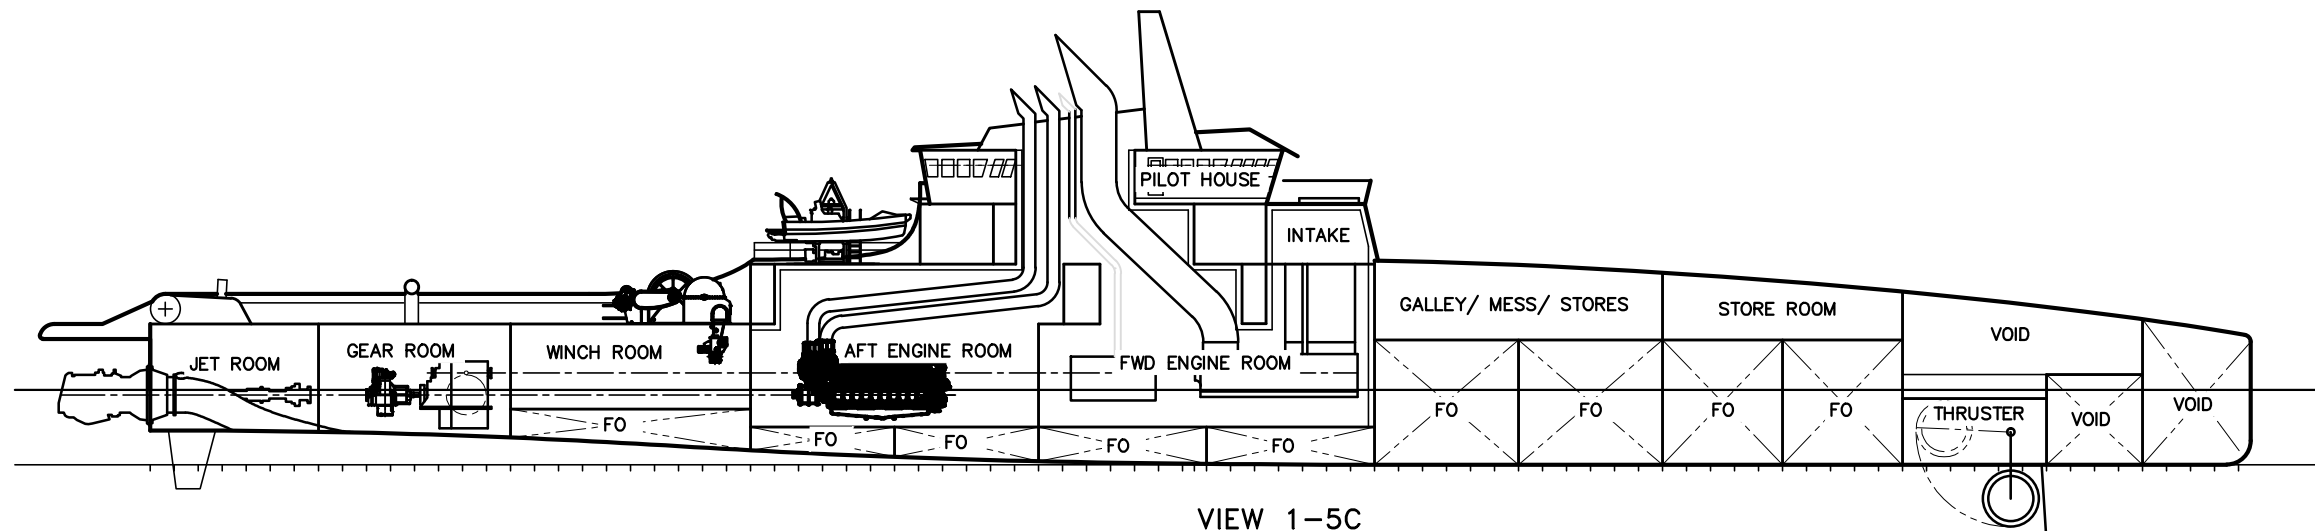 PILOT HOUSE
INTAKE
GALLEY/ MESS/ STORES
STORE ROOM
VOID
JET ROOM
GEAR ROOM
WINCH ROOM
AFT ENGINE ROOM
FWD ENGINE ROOM
FO
FO
FO
FO
FO
FO
FO
FO
FO
THRUSTER
VOID
VOID
VIEW 1-5C